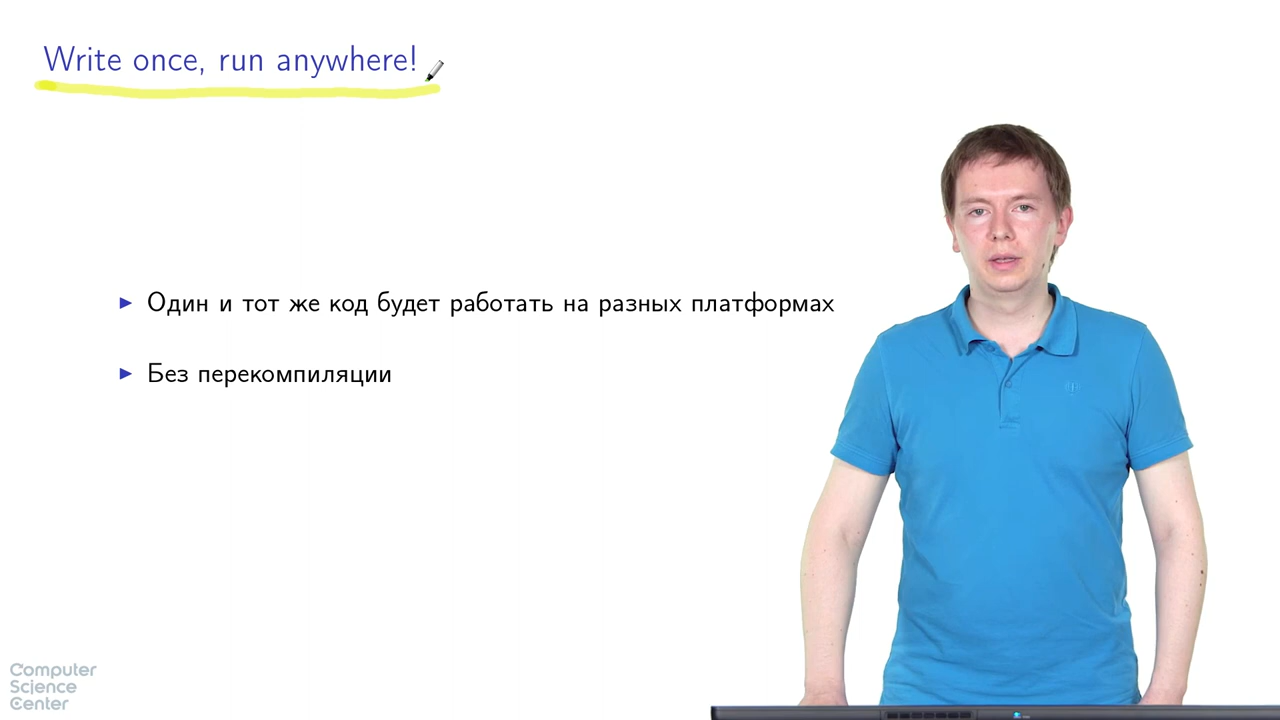 Write once, run anywhere!
Один и тот же код будет работать на разных платформах
Без перекомпиляции
Computer
Science
Center